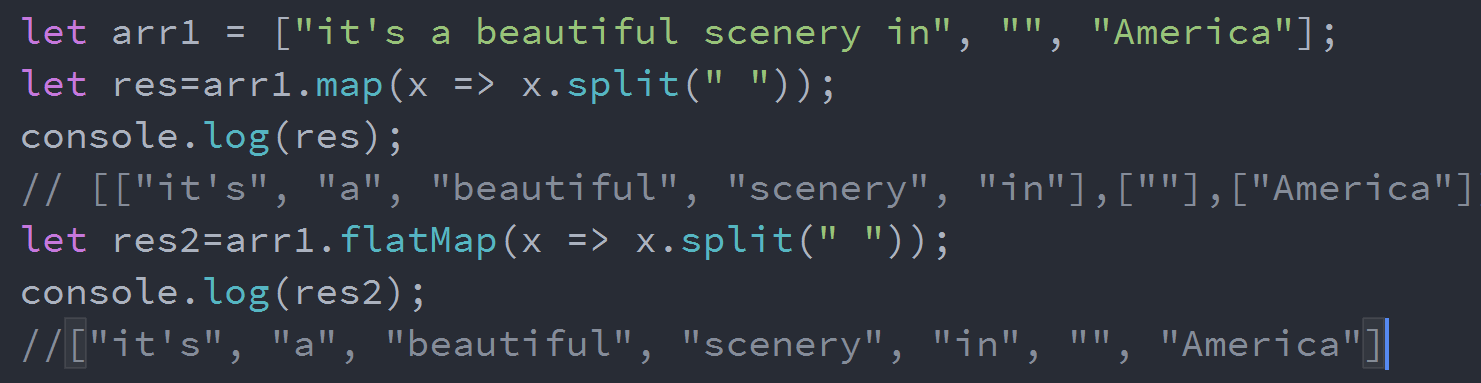 let arr1 = ["it's a beautiful scenery in", "", "America"];
let res=arr1.map(x => x.split(" "));
console.log(res);
// [["it's", "a", "beautiful", "scenery", "in"],[""],["America"]
let res2=arr1.flatMap(x => x.split(" "));
console.log(res2);
//["it's", "a", "beautiful", "scenery", "in", "", "America"]